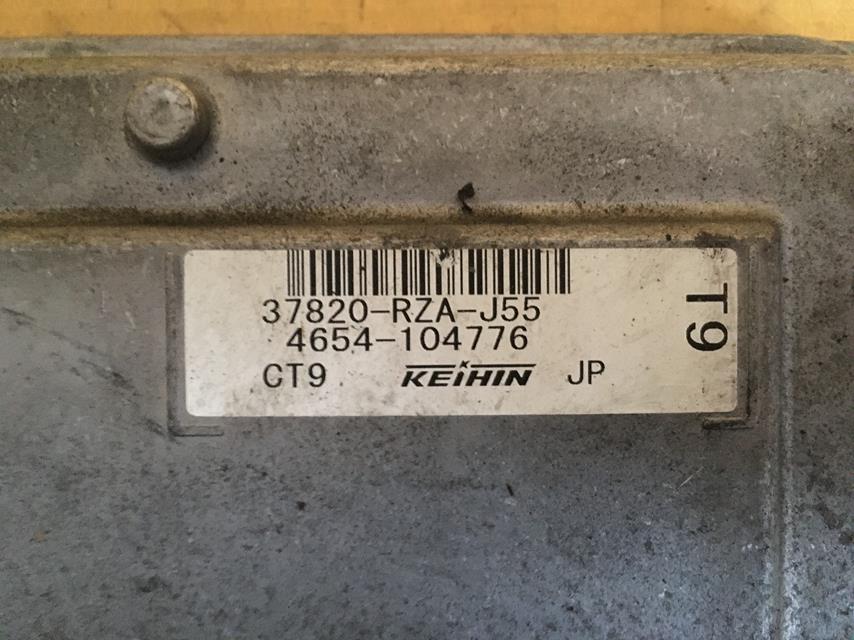 37820-RZA-J55
4654-104776
CT9 KEIHIN JP
T9